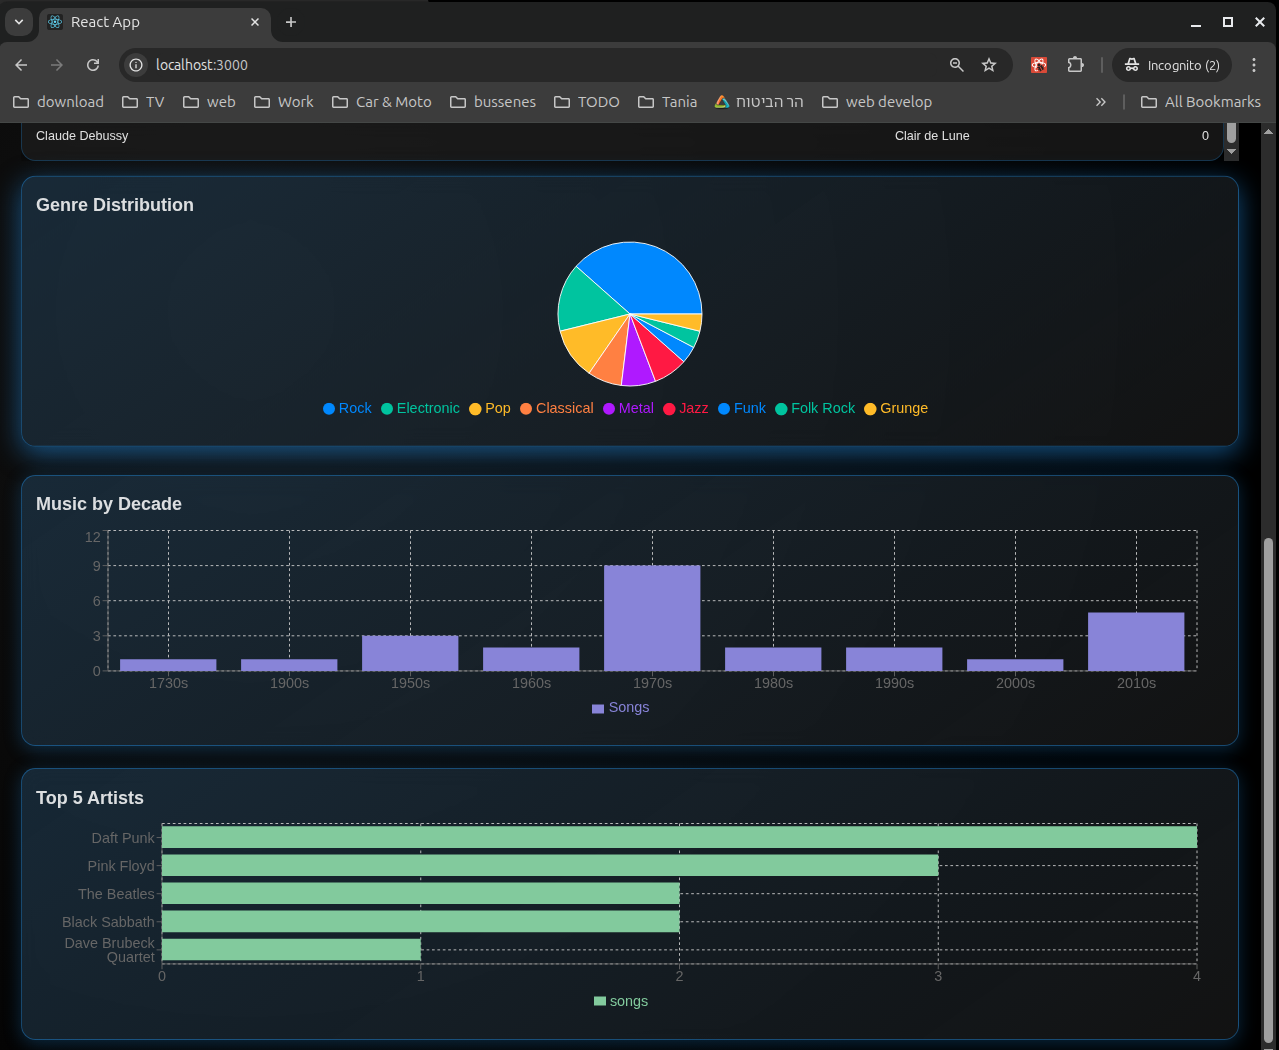 React App
localhost:3000
Incognito (2)
download TV web Work Car & Moto bussenes TODO Tania הר הביטוח web develop All Bookmarks
Claude Debussy Clair de Lune 0
Genre Distribution
Rock Electronic Pop Classical Metal Jazz Funk Folk Rock Grunge
Music by Decade
12
9
6
3
0
1730s 1900s 1950s 1960s 1970s 1980s 1990s 2000s 2010s
Songs
Top 5 Artists
Daft Punk
Pink Floyd
The Beatles
Black Sabbath
Dave Brubeck
Quartet
0 1 2 3 4
songs